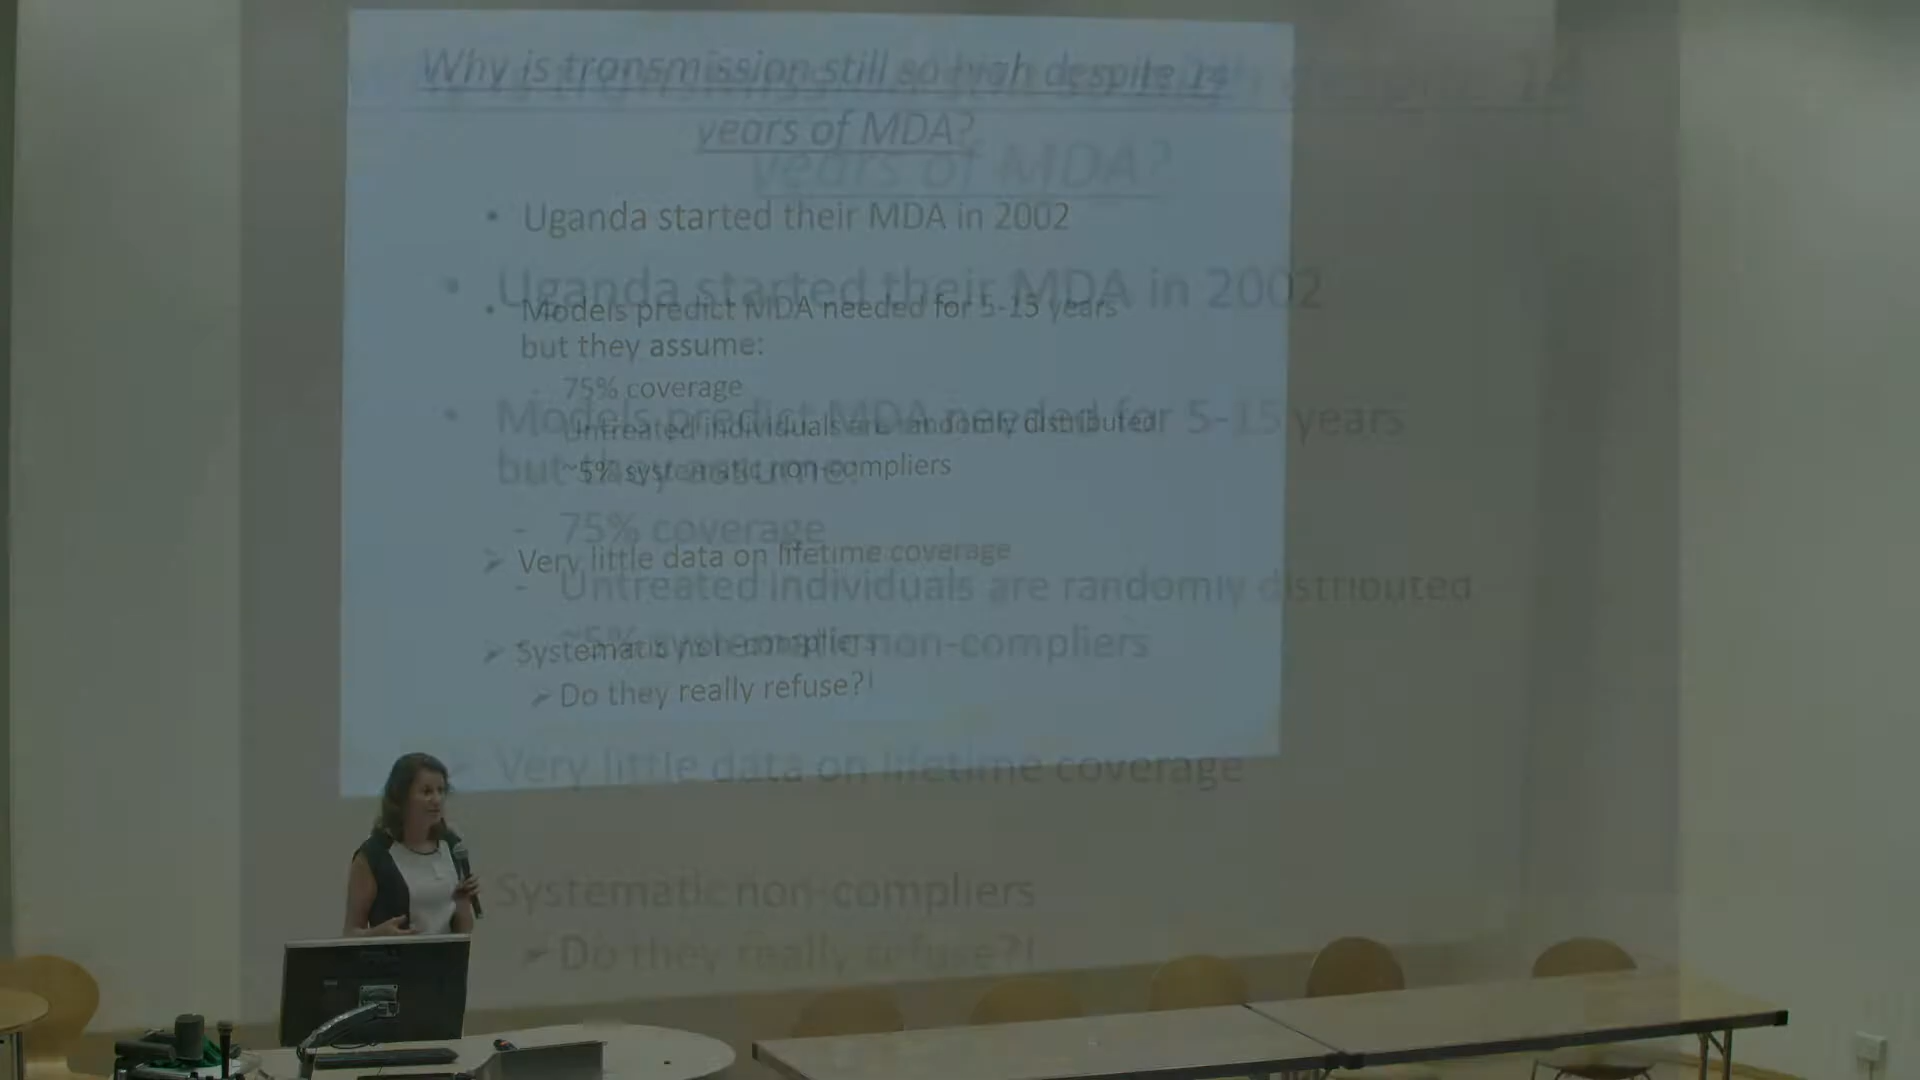 Why is transmission still so high despite 14
years of MDA?
• Uganda started their MDA in 2002
• Models predict MDA needed for 5-15 years
but they assume:
- 75% coverage
- Untreated individuals are randomly distributed
- ~5% systematic non-compliers
➢ Very little data on lifetime coverage
➢ Systematic non-compliers
➢ Do they really refuse?!